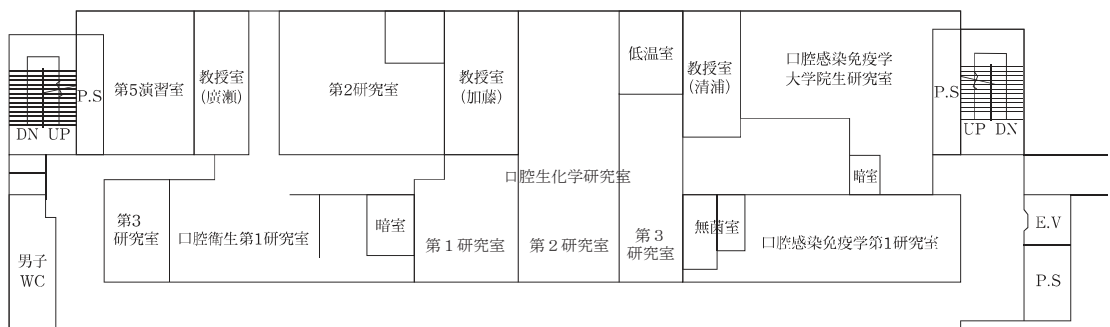 P.S
DN UP
第5演習室
教授室
(廣瀬)
第2研究室
教授室
(加藤)
低温室
教授室
(清浦)
口腔感染免疫学
大学院生研究室
P.S
UP DN
暗室
口腔生化学研究室
第3
研究室
口腔衛生第1研究室
暗室
第1研究室
第2研究室
第3
研究室
無菌室
口腔感染免疫学第1研究室
男子
WC
E.V
P.S